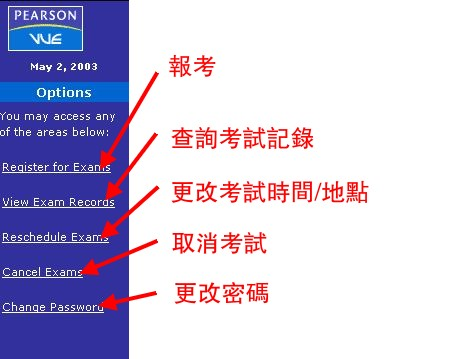 PEARSON
VUE
May 2, 2003
Options
You may access any
of the areas below:
Register for Exams
View Exam Records
Reschedule Exams
Cancel Exams
Change Password
報考
查詢考試記錄
更改考試時間/地點
取消考試
更改密碼